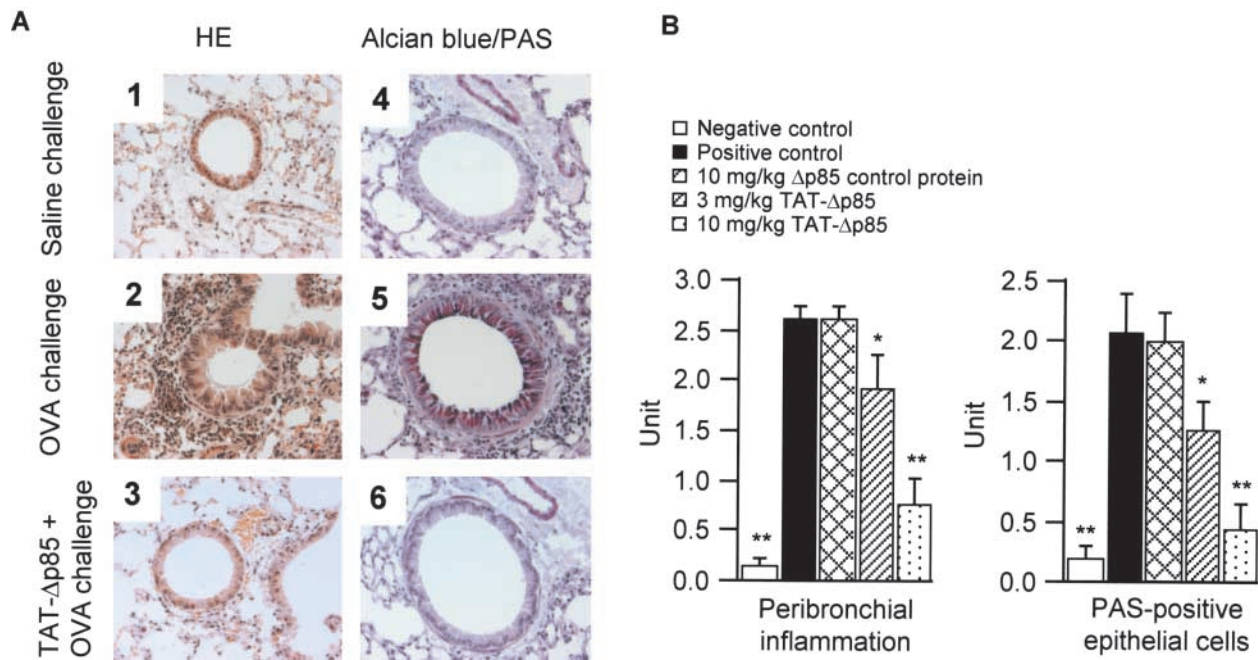 A
HE Alcian blue/PAS
Saline challenge
1
4
OVA challenge
2
5
TAT-Δp85 +
OVA challenge
3
6
B
Negative control
Positive control
10 mg/kg Δp85 control protein
3 mg/kg TAT-Δp85
10 mg/kg TAT-Δp85
Unit
3.0
2.5
2.0
1.5
1.0
0.5
0.0
**
*
**
Peribronchial
inflammation
Unit
2.5
2.0
1.5
1.0
0.5
0.0
**
*
**
PAS-positive
epithelial cells